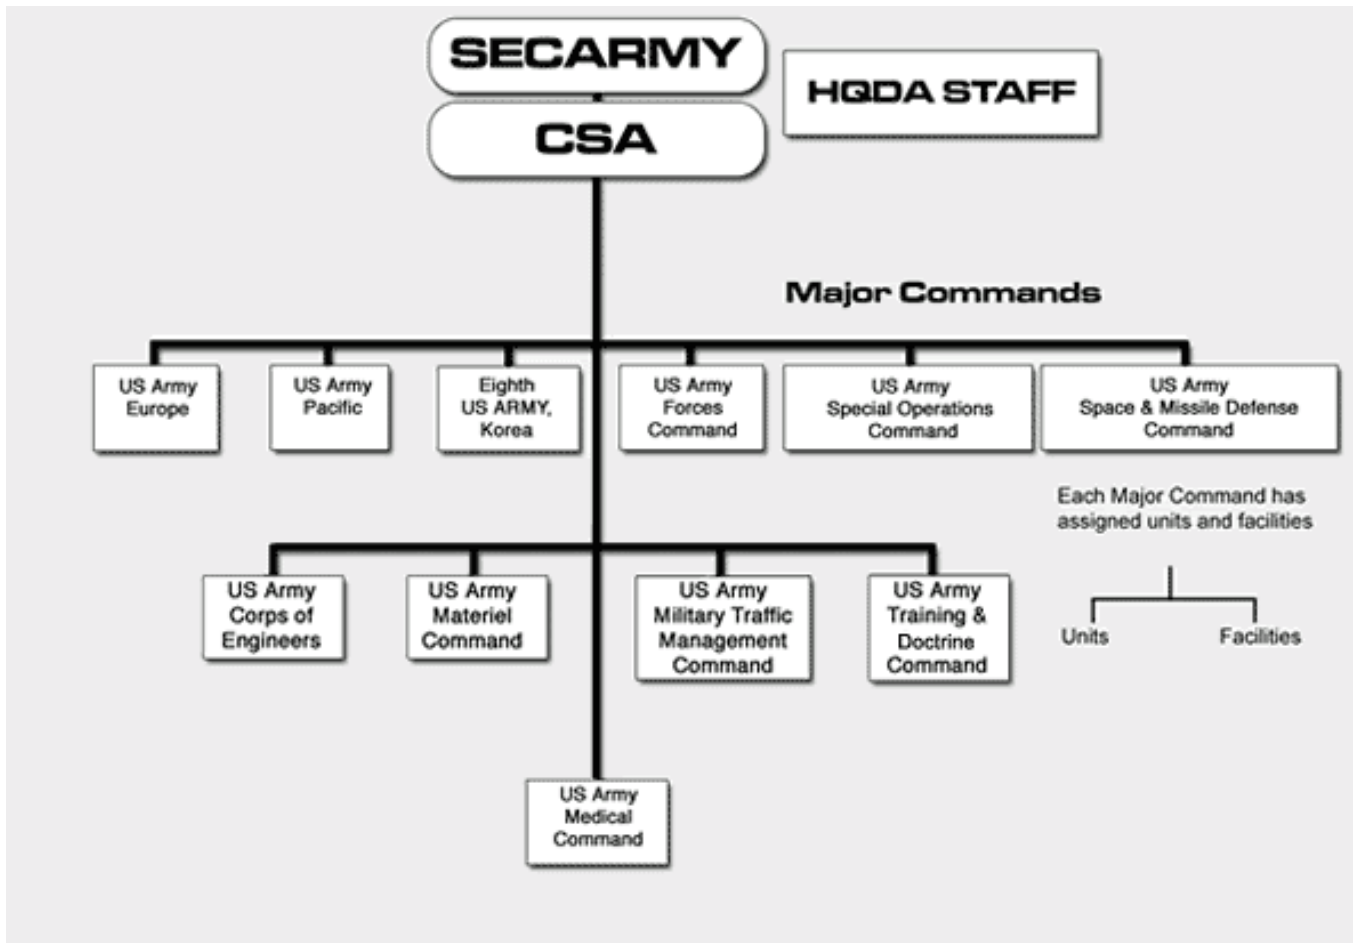 SECARMY
HQDA STAFF
CSA
Major Commands
US Army
Europe
US Army
Pacific
Eighth
US ARMY,
Korea
US Army
Forces
Command
US Army
Special Operations
Command
US Army
Space & Missile Defense
Command
Each Major Command has
assigned units and facilities
Units
Facilities
US Army
Corps of
Engineers
US Army
Materiel
Command
US Army
Military Traffic
Management
Command
US Army
Training &
Doctrine
Command
US Army
Medical
Command